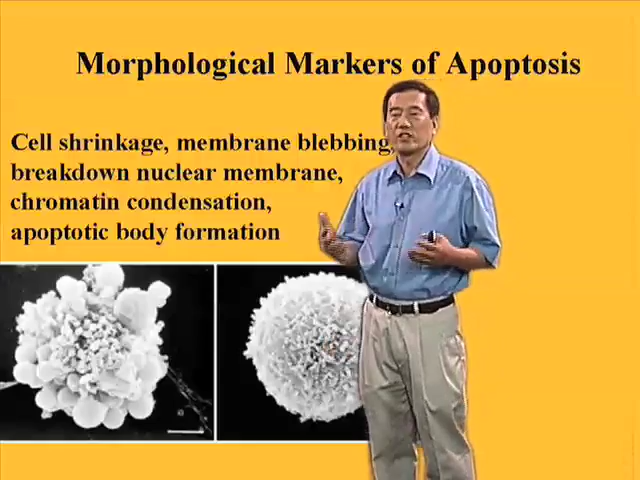 Morphological Markers of Apoptosis
Cell shrinkage, membrane blebbing,
breakdown nuclear membrane,
chromatin condensation,
apoptotic body formation